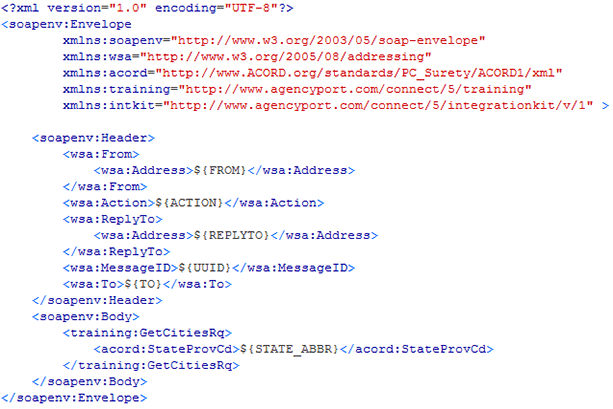 <?xml version="1.0" encoding="UTF-8"?>
<soapenv:Envelope
        xmlns:soapenv="http://www.w3.org/2003/05/soap-envelope"
        xmlns:wsa="http://www.w3.org/2005/08/addressing"
        xmlns:acord="http://www.ACORD.org/standards/PC_Surety/ACORD1/xml"
        xmlns:training="http://www.agencyport.com/connect/5/training"
        xmlns:intkit="http://www.agencyport.com/connect/5/integrationkit/v/1" >

    <soapenv:Header>
        <wsa:From>
            <wsa:Address>${FROM}</wsa:Address>
        </wsa:From>
        <wsa:Action>${ACTION}</wsa:Action>
        <wsa:ReplyTo>
            <wsa:Address>${REPLYTO}</wsa:Address>
        </wsa:ReplyTo>
        <wsa:MessageID>${UUID}</wsa:MessageID>
        <wsa:To>${TO}</wsa:To>
    </soapenv:Header>
    <soapenv:Body>
        <training:GetCitiesRq>
            <acord:StateProvCd>${STATE_ABBR}</acord:StateProvCd>
        </training:GetCitiesRq>
    </soapenv:Body>
</soapenv:Envelope>